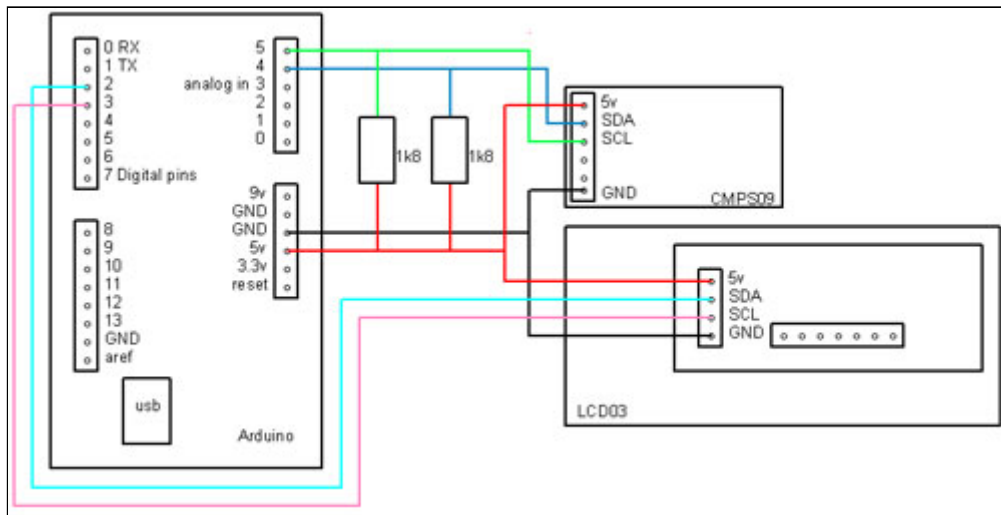 0 RX
1 TX
2
3
4
5
6
7 Digital pins
8
9
10
11
12
13
GND
aref
usb
Arduino
5
4
analog in 3
2
1
0
9v
GND
GND
5v
3.3v
reset
1k8
1k8
5v
SDA
SCL
GND
CMPS09
5v
SDA
SCL
GND
LCD03